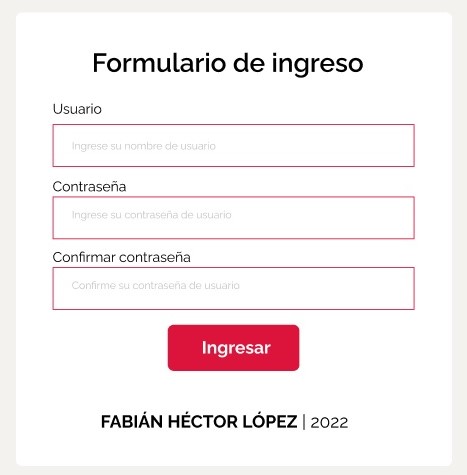 Formulario de ingreso
Usuario
Ingrese su nombre de usuario
Contraseña
Ingrese su contraseña de usuario
Confirmar contraseña
Confirme su contraseña de usuario
Ingresar
FABIÁN HÉCTOR LÓPEZ | 2022